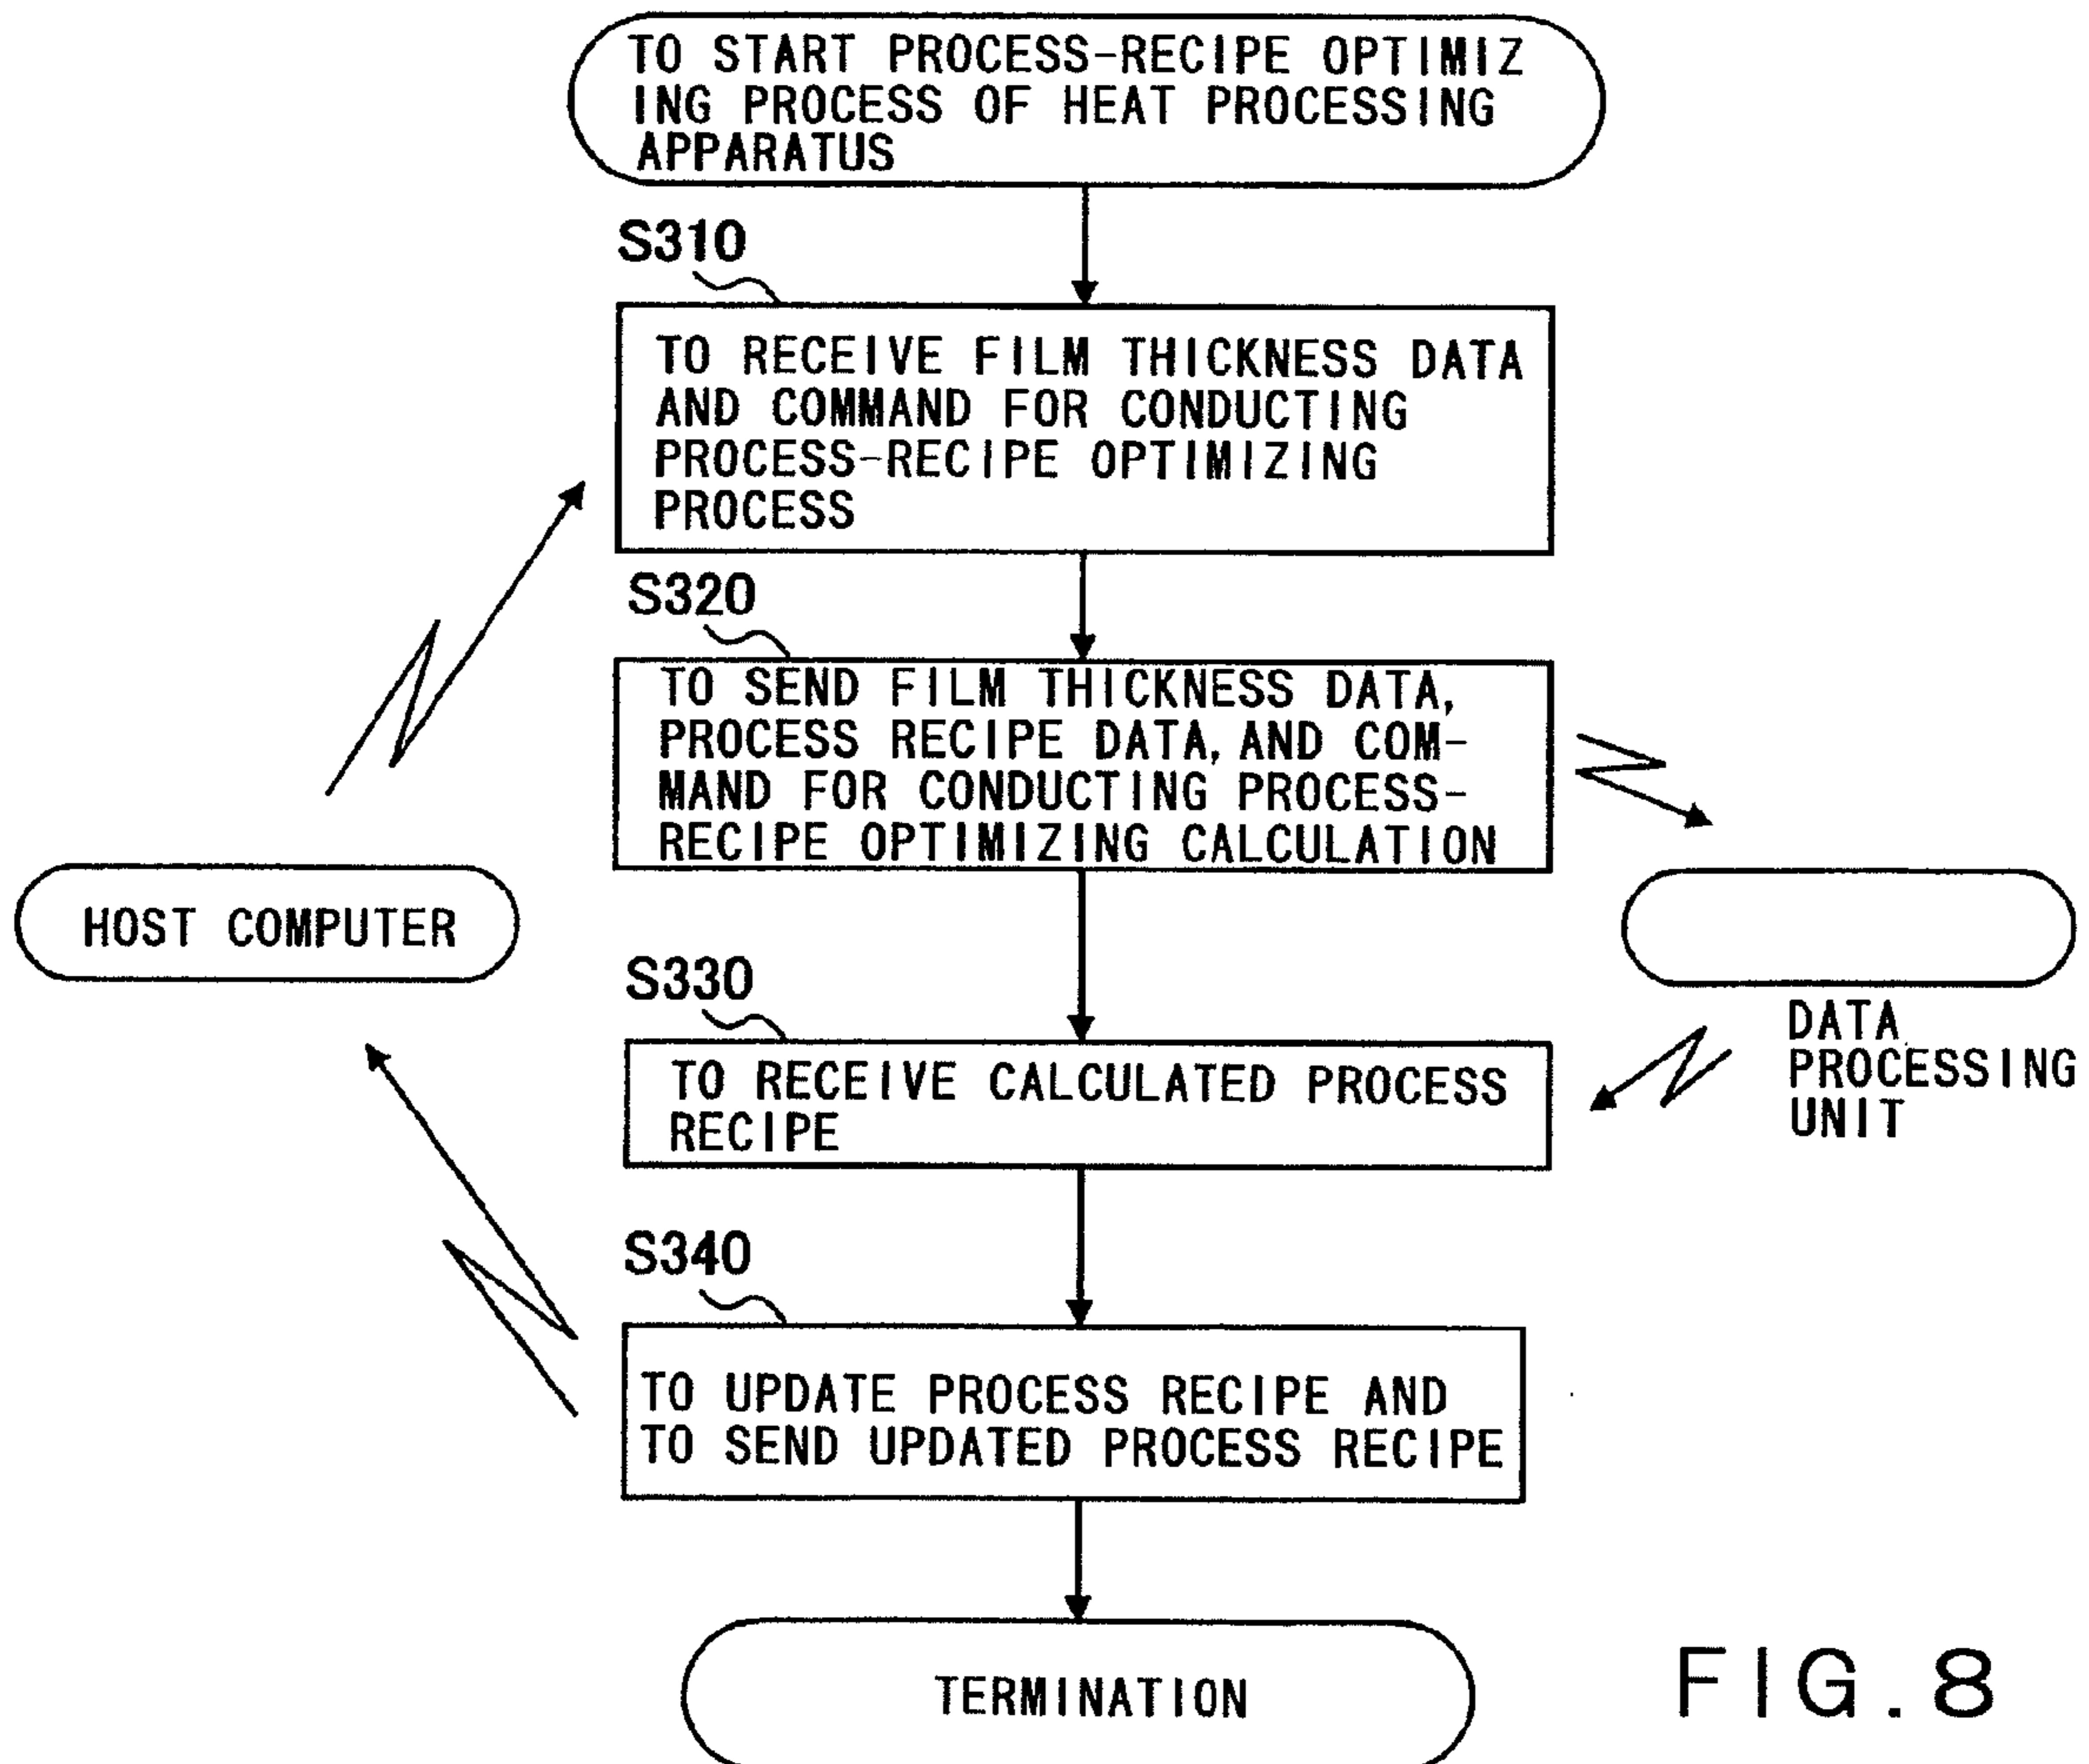 TO START PROCESS-RECIPE OPTIMIZ
ING PROCESS OF HEAT PROCESSING
APPARATUS
S310
TO RECEIVE FILM THICKNESS DATA
AND COMMAND FOR CONDUCTING
PROCESS-RECIPE OPTIMIZING
PROCESS
S320
TO SEND FILM THICKNESS DATA,
PROCESS RECIPE DATA, AND COM-
MAND FOR CONDUCTING PROCESS-
RECIPE OPTIMIZING CALCULATION
HOST COMPUTER
DATA
PROCESSING
UNIT
S330
TO RECEIVE CALCULATED PROCESS
RECIPE
S340
TO UPDATE PROCESS RECIPE AND
TO SEND UPDATED PROCESS RECIPE
TERMINATION
FIG.8